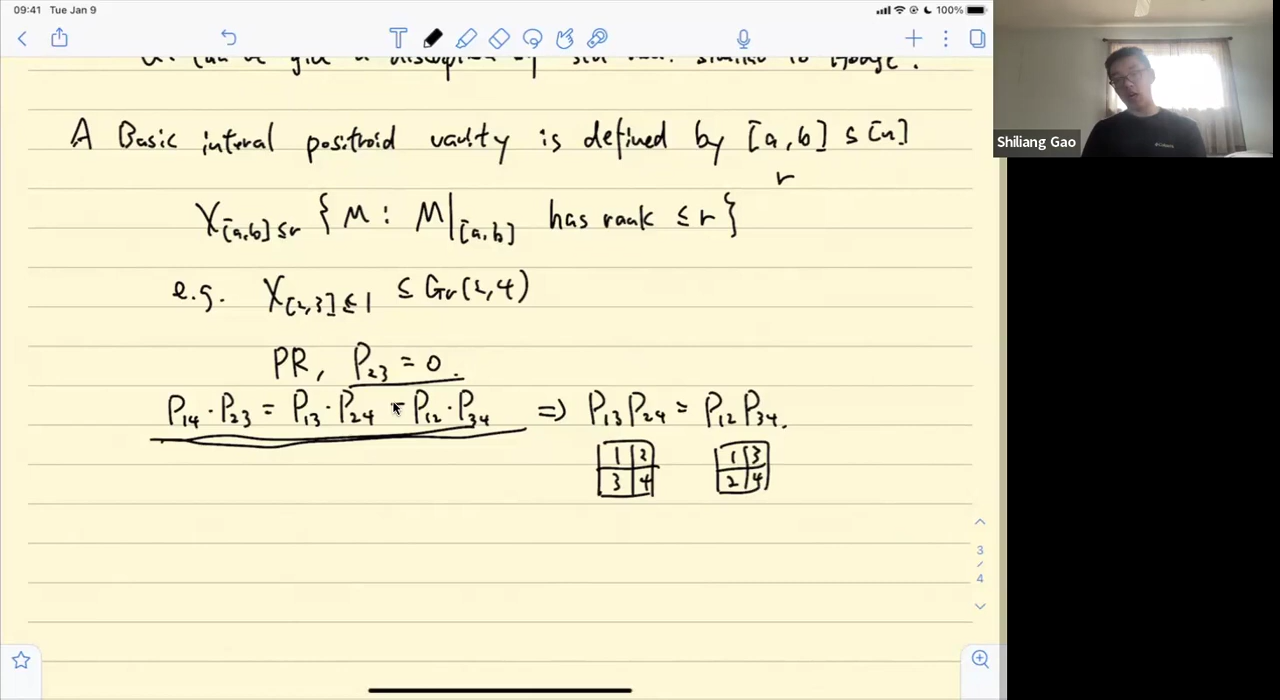 09:41 Tue Jan 9 100%
Shiliang Gao
A Basic interal positroid vaulty is defined by [a,b] ⊆ [n]
r
X[a,b]≤r { M : M|[a,b] has rank ≤ r }
e.g. X[2,3]≤1 ⊆ Gr(2,4)
PR, P23 = 0.
P14 · P23 = P13 · P24 - P12 · P34 ⇒ P13 P24 = P12 P34.
1 2 1 3
3 4 2 4
3 / 4